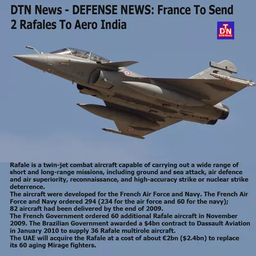 DTN News - DEFENSE NEWS: France To Send
2 Rafales To Aero India
DTN
Rafale is a twin-jet combat aircraft capable of carrying out a wide range of
short and long-range missions, including ground and sea attack, air defence
and air superiority, reconnaissance, and high-accuracy strike or nuclear strike
deterrence.
The aircraft were developed for the French Air Force and Navy. The French Air
Force and Navy ordered 294 (234 for the air force and 60 for the navy);
82 aircraft had been delivered by the end of 2009.
The French Government ordered 60 additional Rafale aircraft in November
2009. The Brazilian Government awarded a $4bn contract to Dassault Aviation
in January 2010 to supply 36 Rafale multirole aircraft.
The UAE will acquire the Rafale at a cost of about €2bn ($2.4bn) to replace
its 60 aging Mirage fighters.